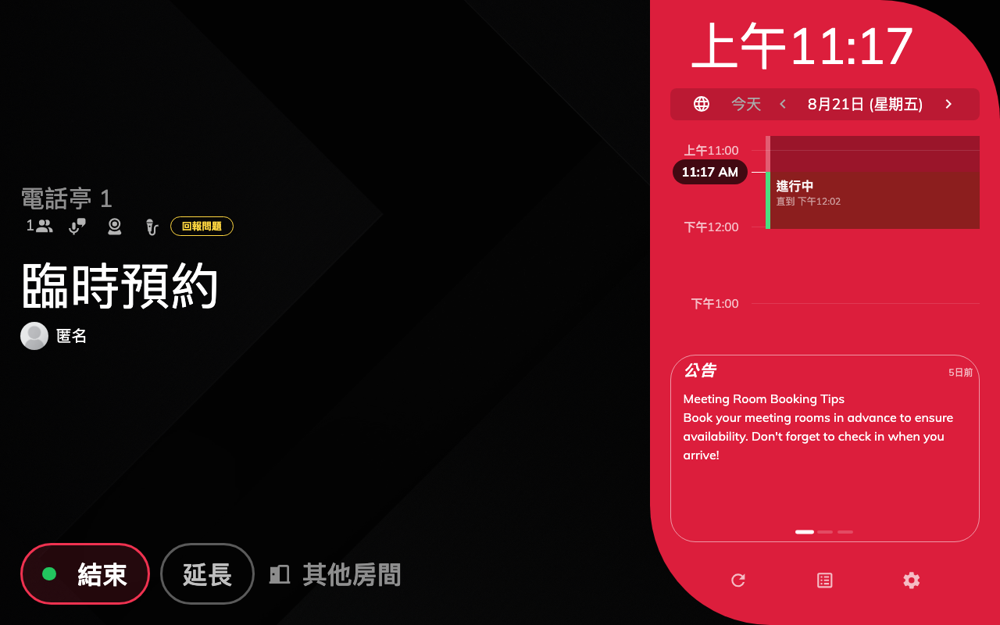 電話亭 1
1
回報問題
臨時預約
匿名
結束
延長
其他房間
上午11:17
今天
8月21日 (星期五)
上午11:00
11:17 AM
進行中
直到 下午12:02
下午12:00
下午1:00
公告
5日前
Meeting Room Booking Tips
Book your meeting rooms in advance to ensure
availability. Don't forget to check in when you
arrive!